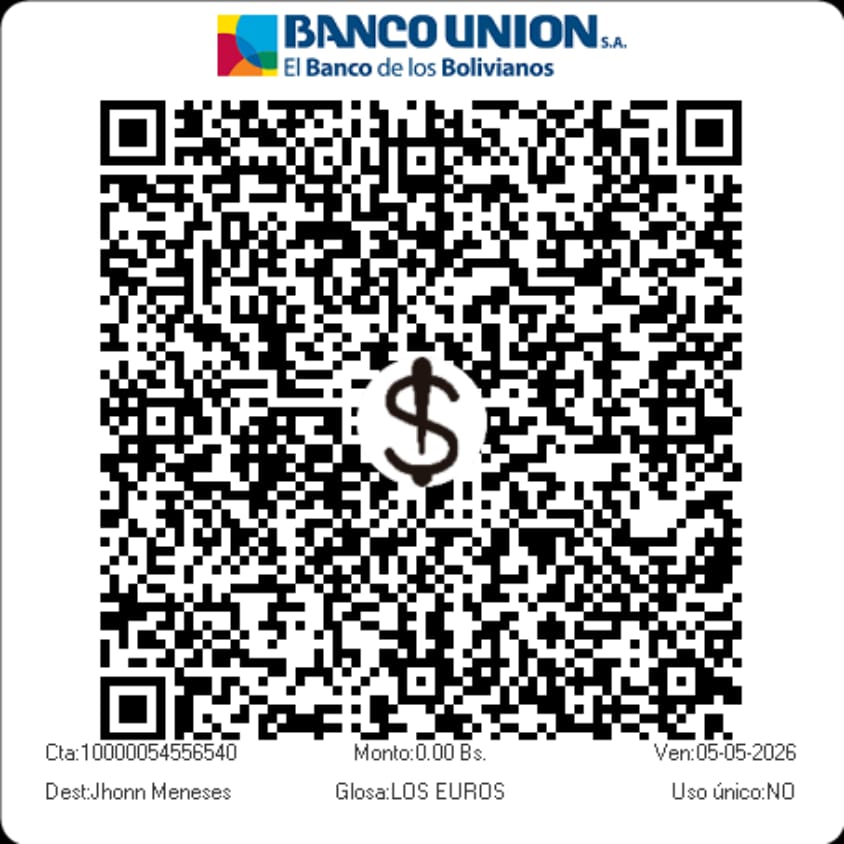 BANCO UNION S.A.
El Banco de los Bolivianos
$
Cta:10000054556540 Monto:0.00 Bs. Ven:05-05-2026
Dest:Jhonn Meneses Glosa:LOS EUROS Uso único:NO